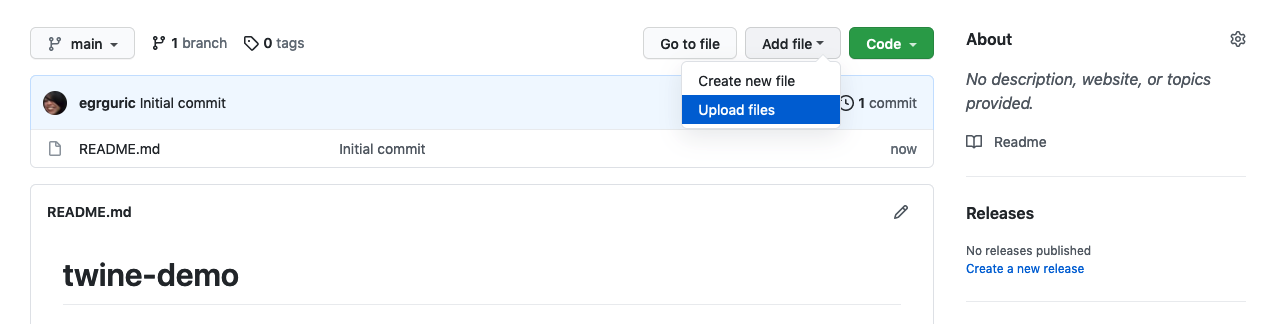 main
1 branch
0 tags
Go to file
Add file
Code
Create new file
Upload files
egrguric Initial commit
1 commit
README.md
Initial commit
now
README.md
twine-demo
About
No description, website, or topics
provided.
Readme
Releases
No releases published
Create a new release